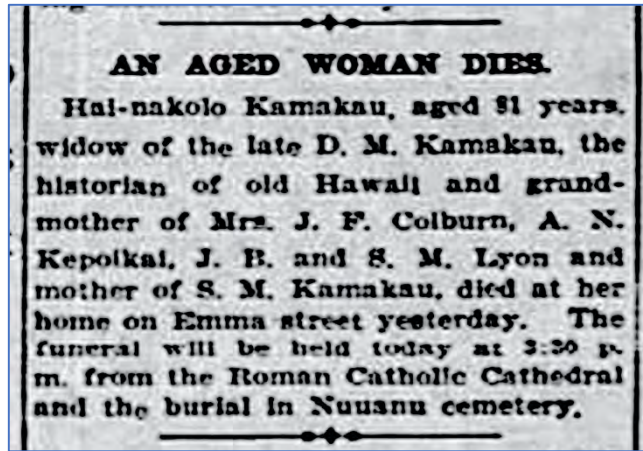 AN AGED WOMAN DIES.
Hai-nakolo Kamakau, aged 81 years,
widow of the late D. M. Kamakau, the
historian of old Hawaii and grand-
mother of Mrs. J. F. Colburn, A. N.
Kepoikai, J. B. and S. M. Lyon and
mother of S. M. Kamakau, died at her
home on Emma street yesterday. The
funeral will be held today at 3:30 p.
m. from the Roman Catholic Cathedral
and the burial in Nuuanu cemetery.